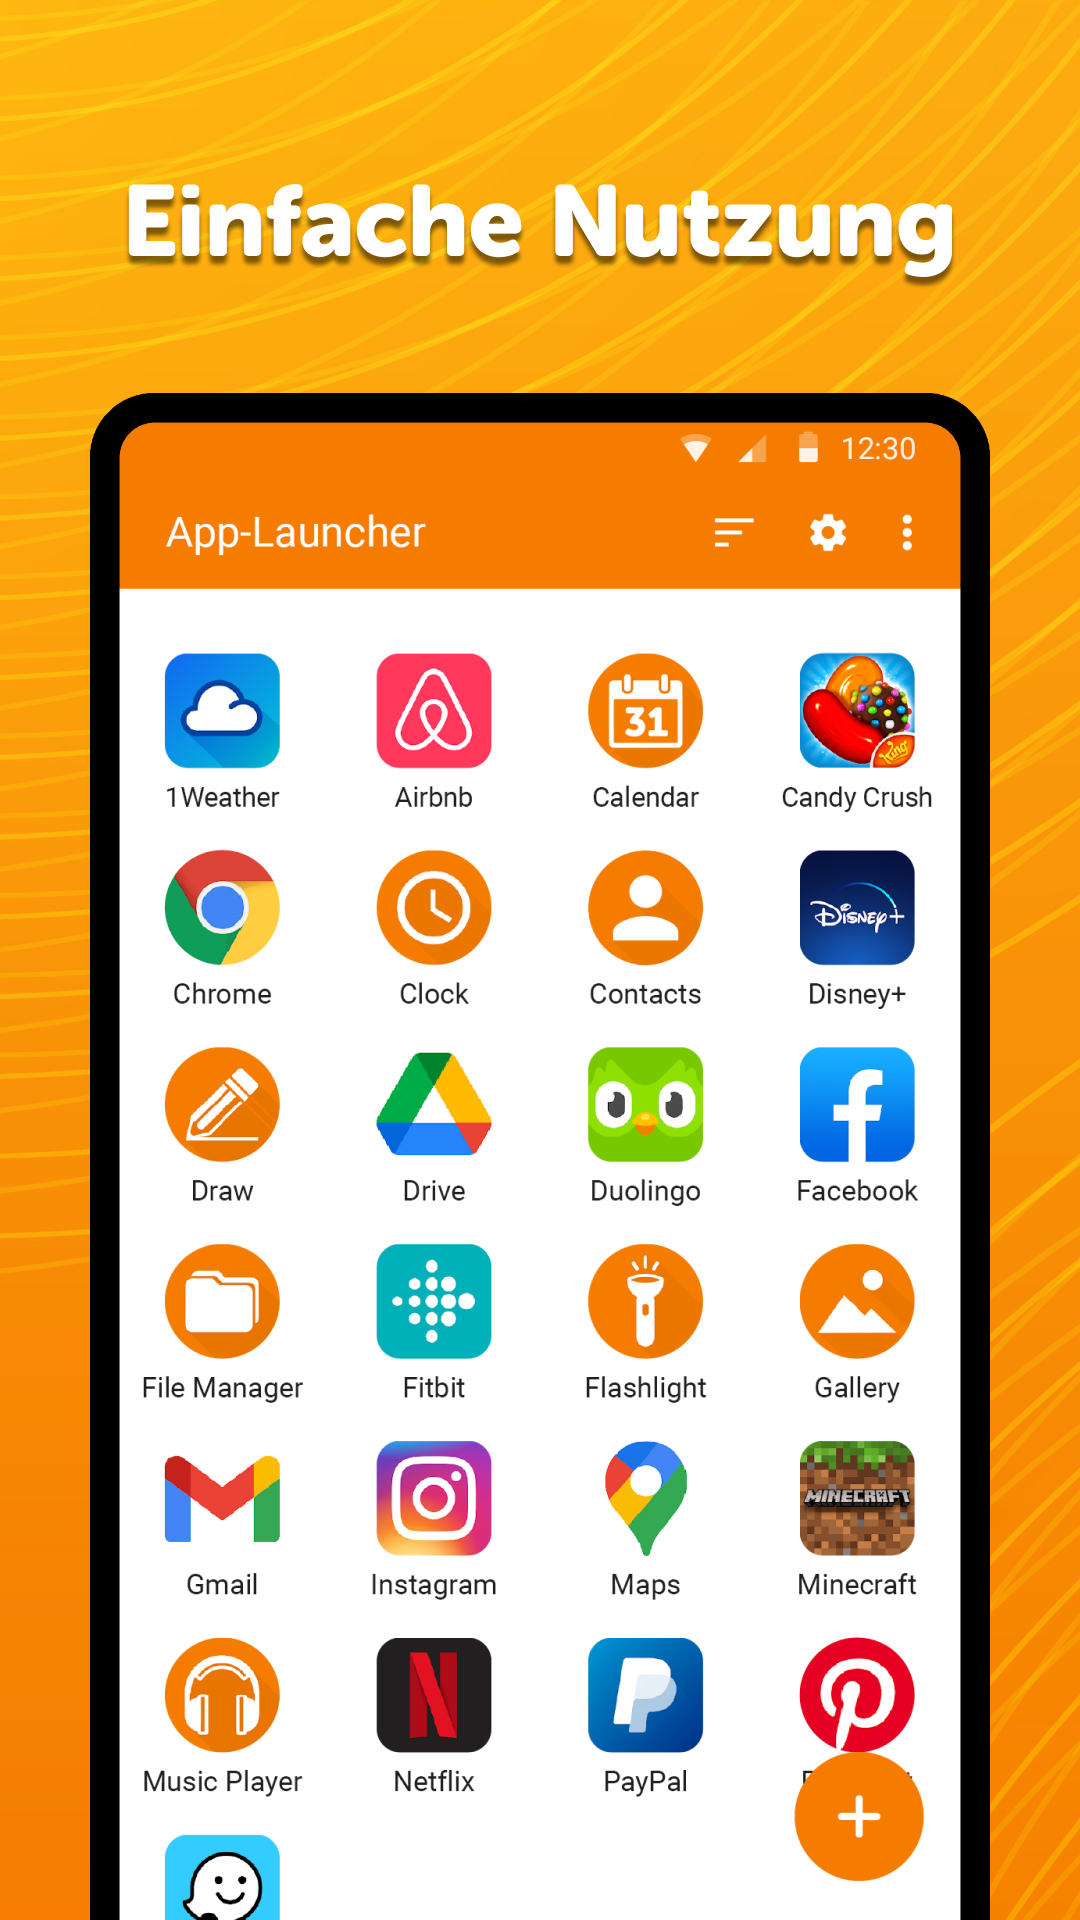 Einfache Nutzung
12:30
App-Launcher
31
King
1Weather Airbnb Calendar Candy Crush
Disney+
Chrome Clock Contacts Disney+
Draw Drive Duolingo Facebook
File Manager Fitbit Flashlight Gallery
MINECRAFT
Gmail Instagram Maps Minecraft
Music Player Netflix PayPal